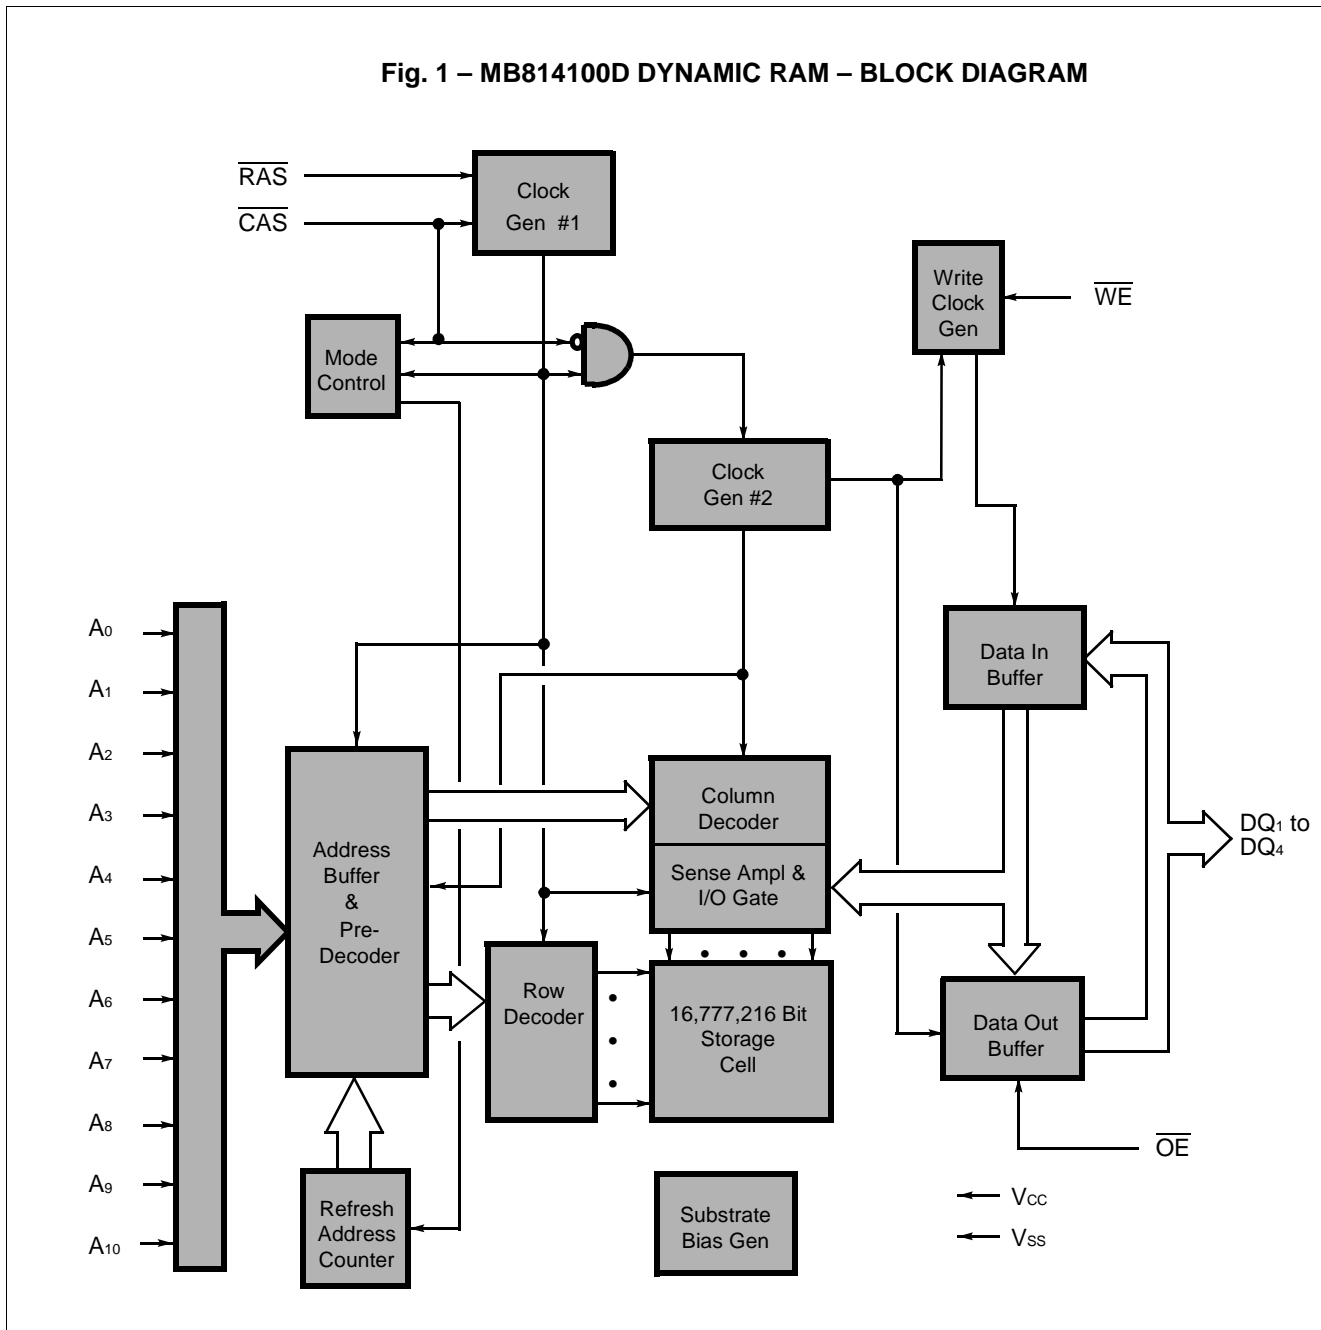 Fig. 1 – MB814100D DYNAMIC RAM – BLOCK DIAGRAM
RAS
CAS
Clock
Gen #1
Write
Clock
Gen
WE
Mode
Control
Clock
Gen #2
A0
A1
A2
A3
A4
A5
A6
A7
A8
A9
A10
Address
Buffer
&
Pre-
Decoder
Refresh
Address
Counter
Row
Decoder
Column
Decoder
Sense Ampl &
I/O Gate
16,777,216 Bit
Storage
Cell
Substrate
Bias Gen
Data In
Buffer
Data Out
Buffer
DQ1 to
DQ4
OE
VCC
VSS